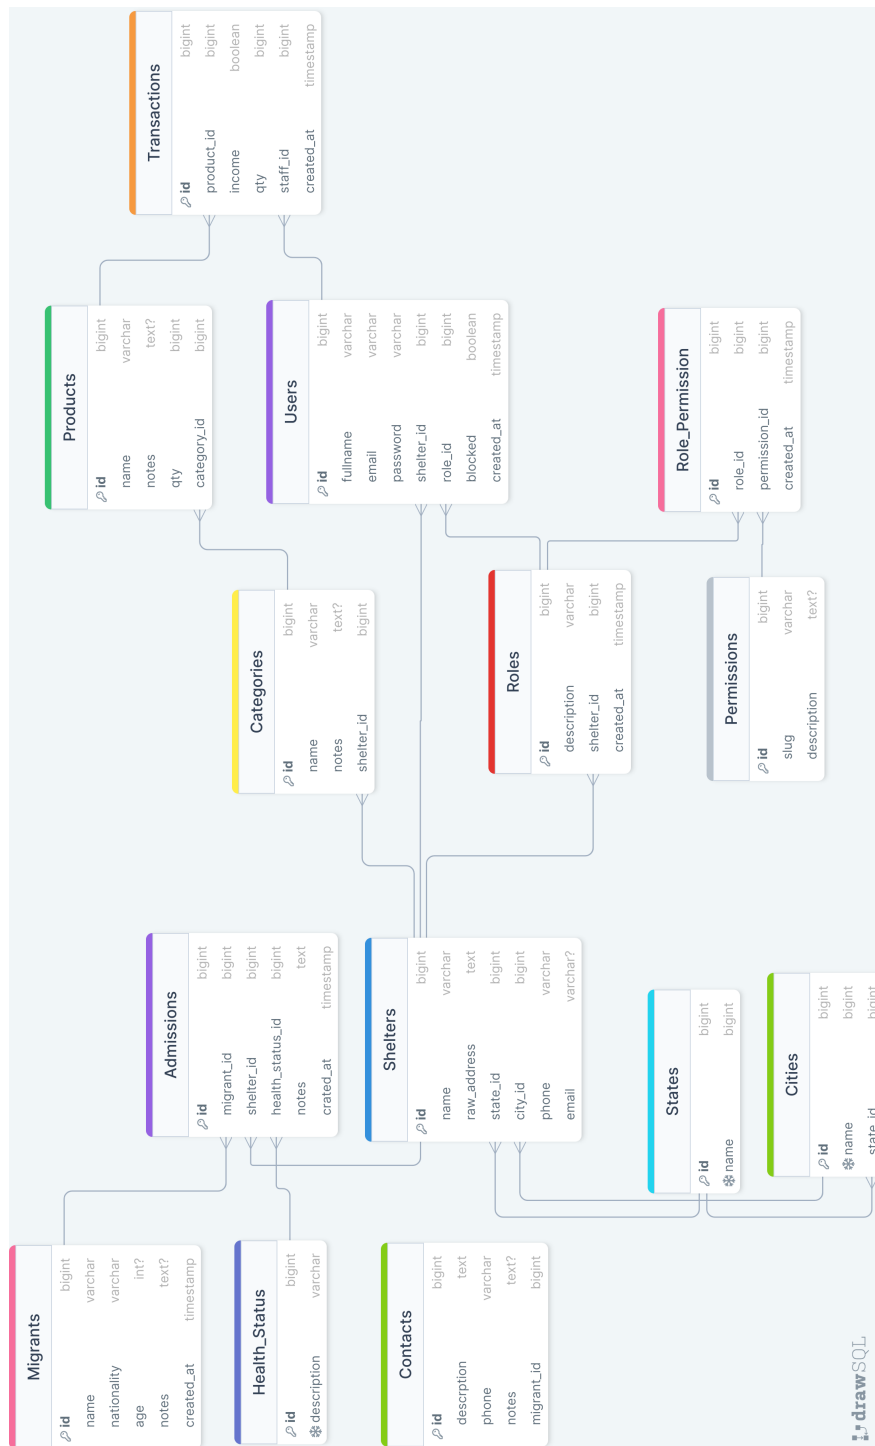 Migrants
id bigint
name varchar
nationality varchar
age int?
notes text?
created_at timestamp
Health_Status
id bigint
description varchar
Contacts
id bigint
descrption text
phone varchar
notes text?
migrant_id bigint
Admissions
id bigint
migrant_id bigint
shelter_id bigint
health_status_id bigint
notes text
crated_at timestamp
Shelters
id bigint
name varchar
raw_address text
state_id bigint
city_id bigint
phone varchar
email varchar?
States
id bigint
name bigint
Cities
id bigint
name bigint
state_id
Categories
id bigint
name varchar
notes text?
shelter_id bigint
Roles
id bigint
description varchar
shelter_id bigint
created_at timestamp
Permissions
id bigint
slug varchar
description text?
Products
id bigint
name varchar
notes text?
qty bigint
category_id bigint
Users
id bigint
fullname varchar
email varchar
password varchar
shelter_id bigint
role_id bigint
blocked boolean
created_at timestamp
Role_Permission
id bigint
role_id bigint
permission_id bigint
created_at timestamp
Transactions
id bigint
product_id bigint
income boolean
qty bigint
staff_id bigint
created_at timestamp
drawSQL